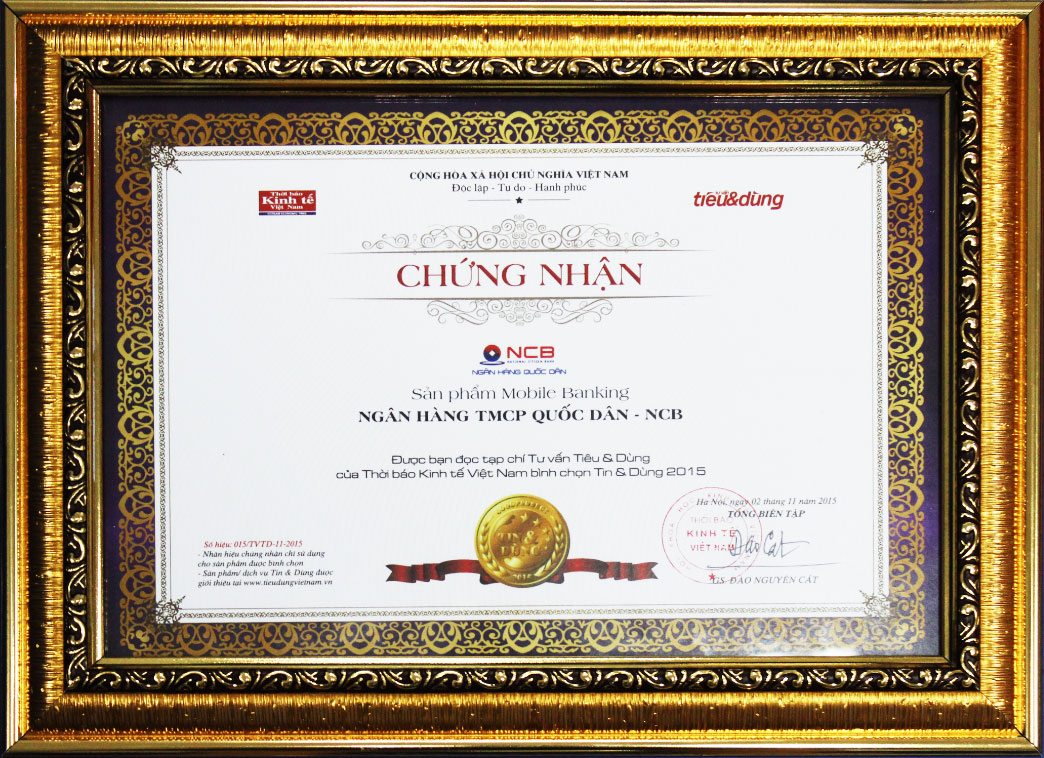 CỘNG HÒA XÃ HỘI CHỦ NGHĨA VIỆT NAM
Độc lập - Tự do - Hạnh phúc
Thời báo
Kinh tế
Việt Nam
tiêu&dùng
CHỨNG NHẬN
NCB
NGÂN HÀNG QUỐC DÂN
Sản phẩm Mobile Banking
NGÂN HÀNG TMCP QUỐC DÂN - NCB
Được bạn đọc tạp chí Tư vấn Tiêu & Dùng
của Thời báo Kinh tế Việt Nam bình chọn Tin & Dùng 2015
Hà Nội, ngày 02 tháng 11 năm 2015
TỔNG BIÊN TẬP
THỜI BÁO
KINH TẾ
VIỆT NAM
GS. ĐÀO NGUYÊN CÁT
TIN &
DÙNG
Số hiệu: 015/TVTD-11-2015
- Nhãn hiệu chứng nhận chỉ sử dụng
cho sản phẩm được bình chọn
- Sản phẩm/ dịch vụ Tin & Dùng được
giới thiệu tại www.tieudungvietnam.vn